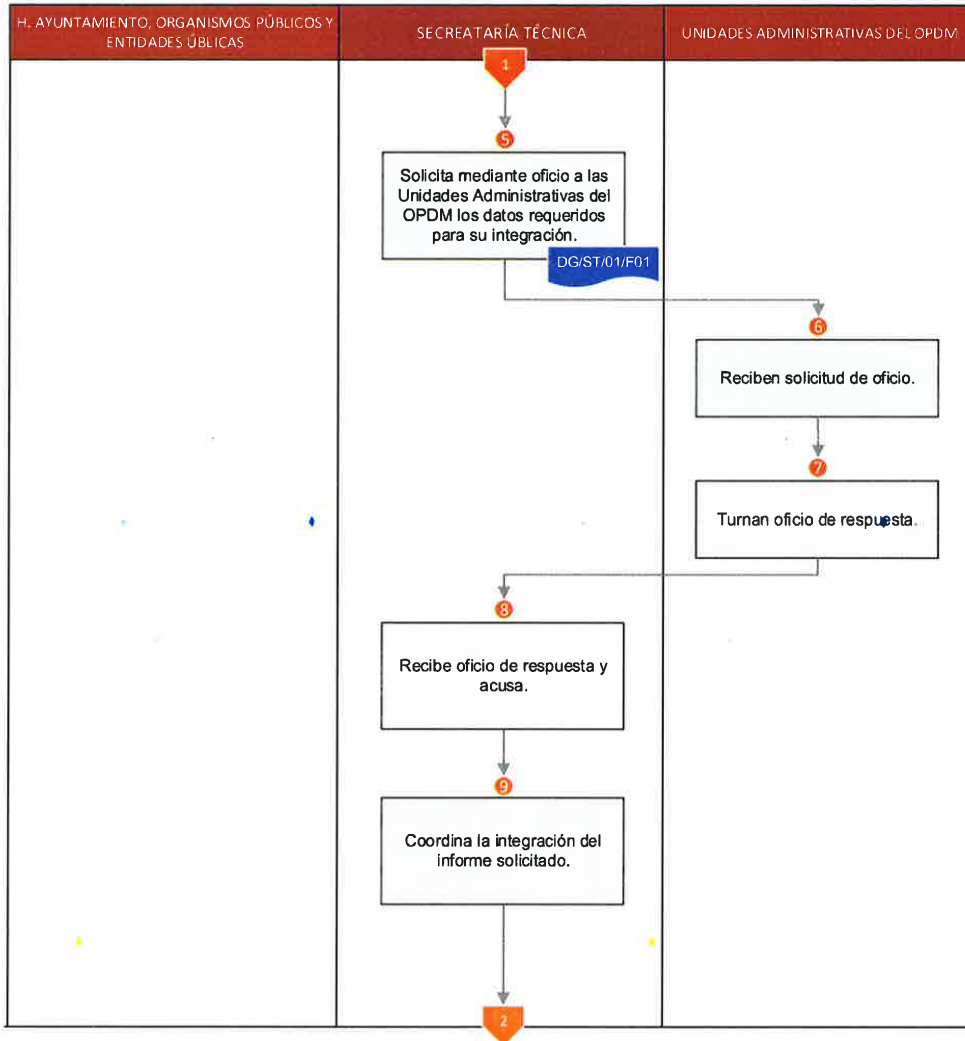 H. AYUNTAMIENTO, ORGANISMOS PÚBLICOS Y
ENTIDADES ÚBLICAS
SECREATARÍA TÉCNICA
UNIDADES ADMINISTRATIVAS DEL OPDM
1
5
Solicita mediante oficio a las
Unidades Administrativas del
OPDM los datos requeridos
para su integración.
DG/ST/01/F01
6
Reciben solicitud de oficio.
7
Turnan oficio de respuesta.
8
Recibe oficio de respuesta y
acusa.
9
Coordina la integración del
informe solicitado.
2